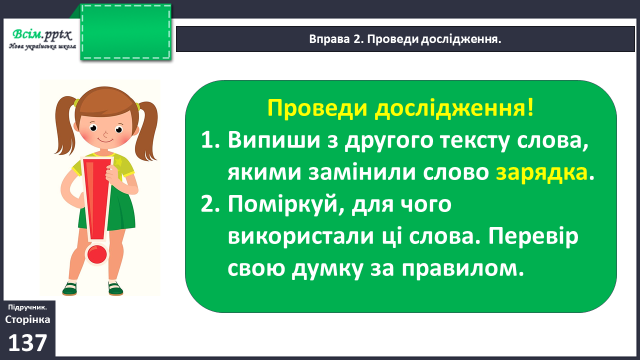 Всім.pptx
Нова українська школа
Вправа 2. Проведи дослідження.
Проведи дослідження!
1. Випиши з другого тексту слова,
якими замінили слово зарядка.
2. Поміркуй, для чого
використали ці слова. Перевір
свою думку за правилом.
Підручник.
Сторінка
137